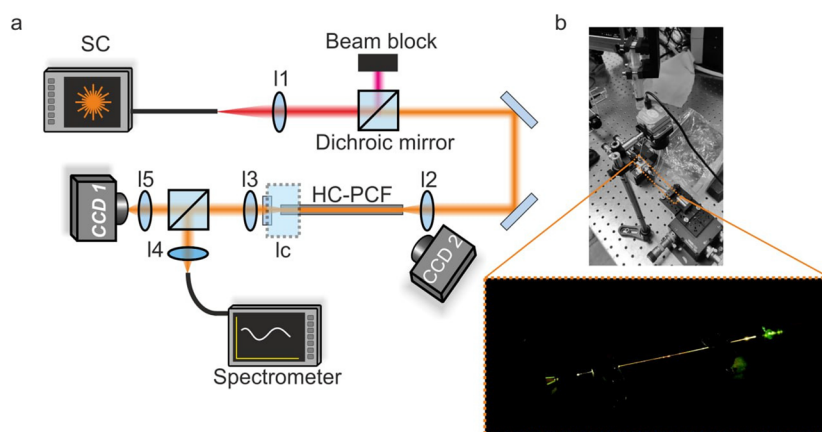 a
b
SC
Beam block
l1
Dichroic mirror
CCD 1
l5
l3
HC-PCF
l2
l4
lc
CCD 2
Spectrometer